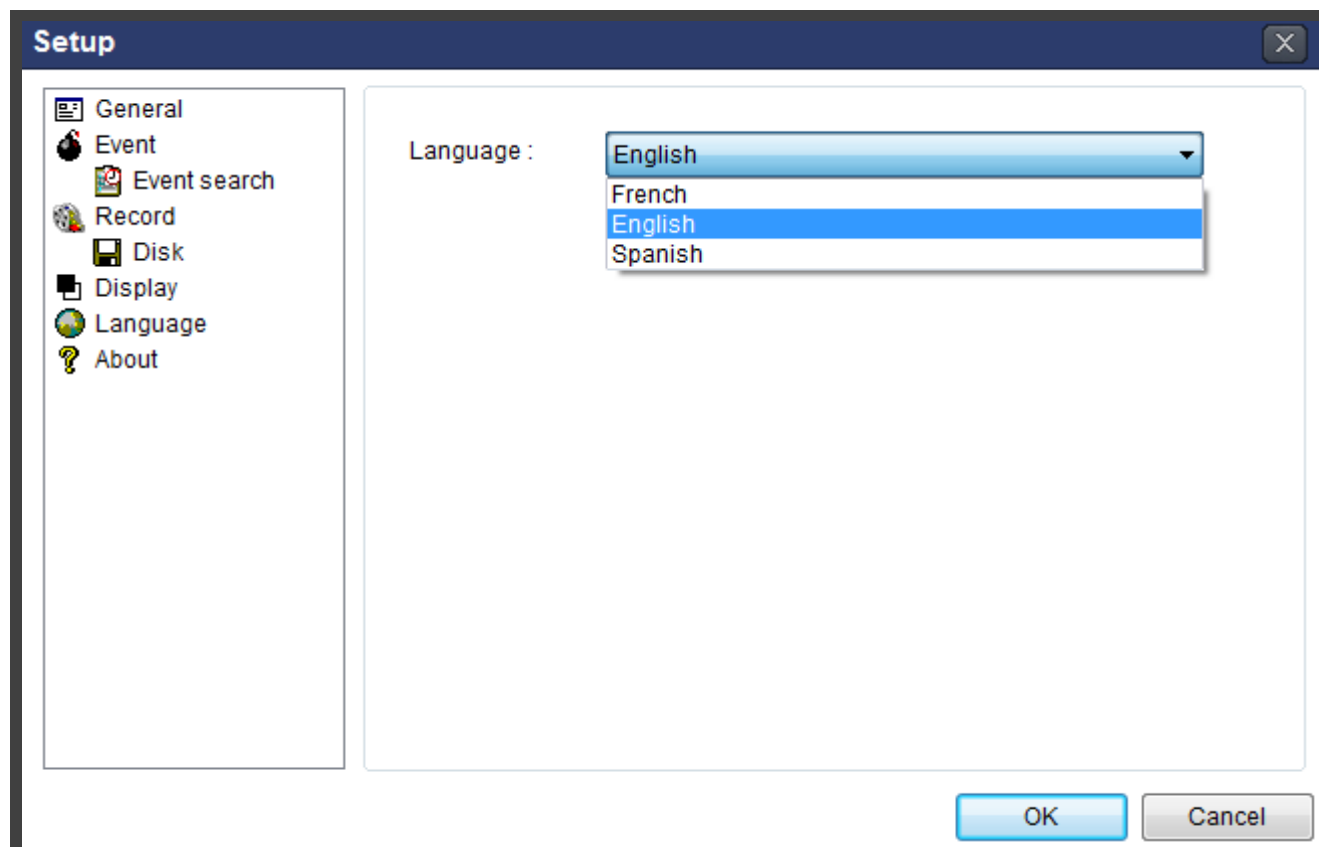 Setup
General
Event
Event search
Record
Disk
Display
Language
About
Language :
English
French
English
Spanish
OK
Cancel